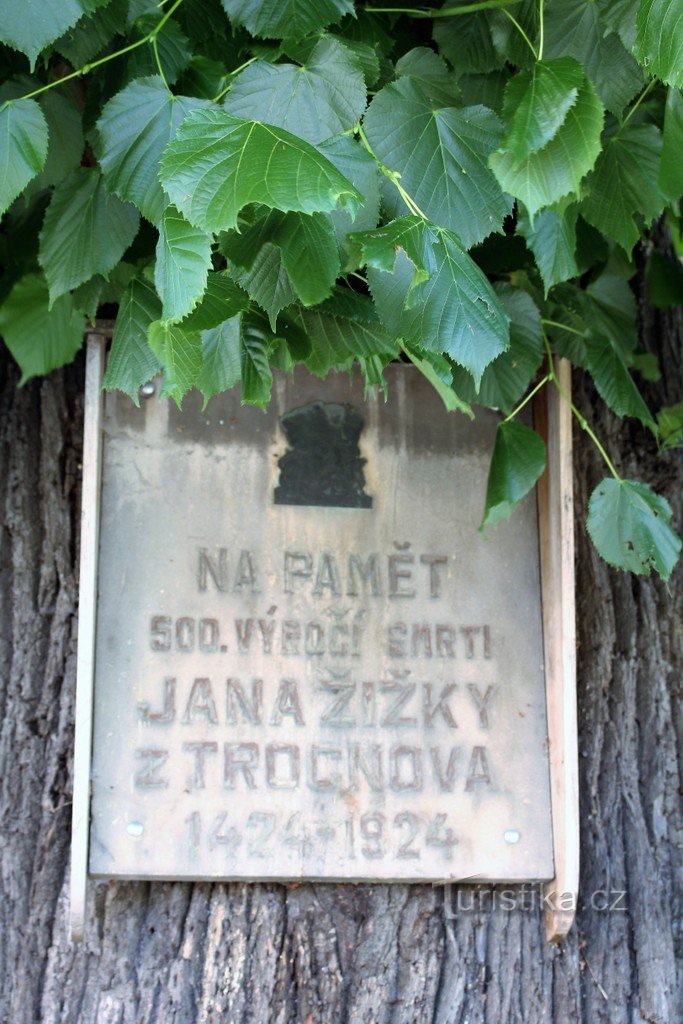 NA PAMĚT
500. VÝROČÍ SMRTI
JANA ŽIŽKY
Z TROCNOVA
1424-1924
Turistika.cz